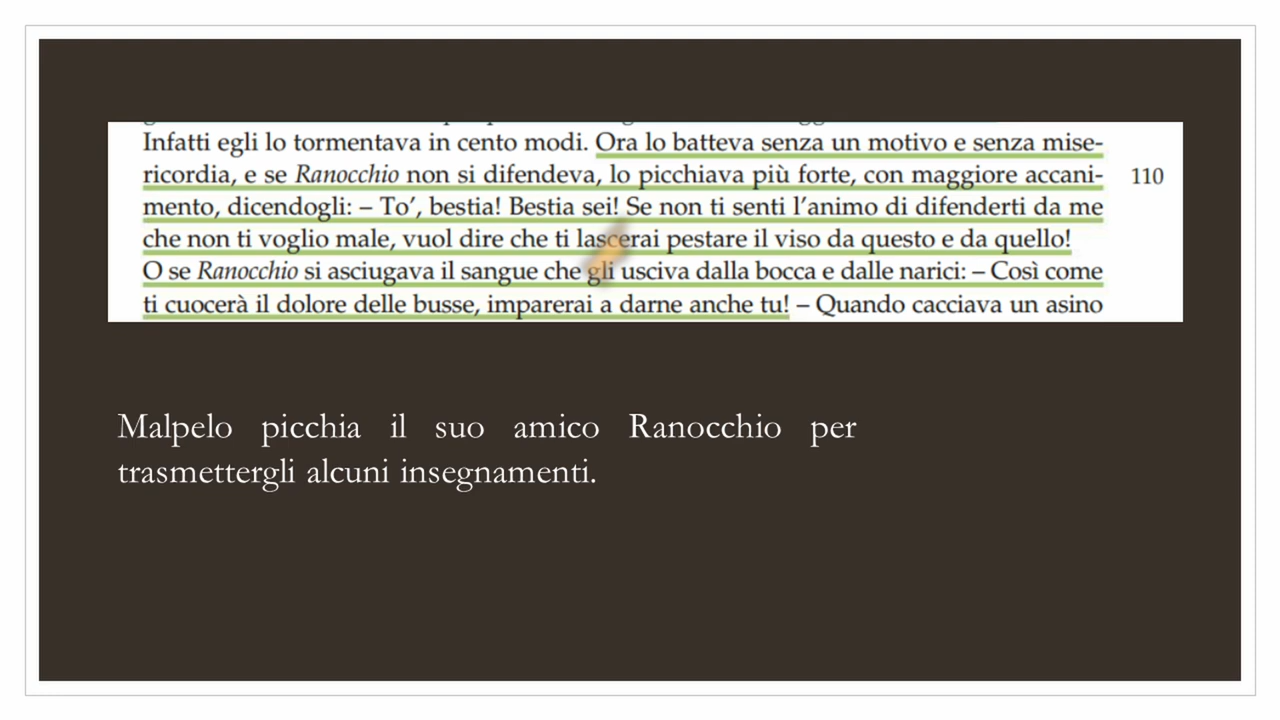 Infatti egli lo tormentava in cento modi. Ora lo batteva senza un motivo e senza mise-
ricordia, e se Ranocchio non si difendeva, lo picchiava più forte, con maggiore accani-
110
mento, dicendogli: – To’, bestia! Bestia sei! Se non ti senti l’animo di difenderti da me
che non ti voglio male, vuol dire che ti lascerai pestare il viso da questo e da quello!
O se Ranocchio si asciugava il sangue che gli usciva dalla bocca e dalle narici: – Così come
ti cuocerà il dolore delle busse, imparerai a darne anche tu! – Quando cacciava un asino
Malpelo picchia il suo amico Ranocchio per
trasmettergli alcuni insegnamenti.